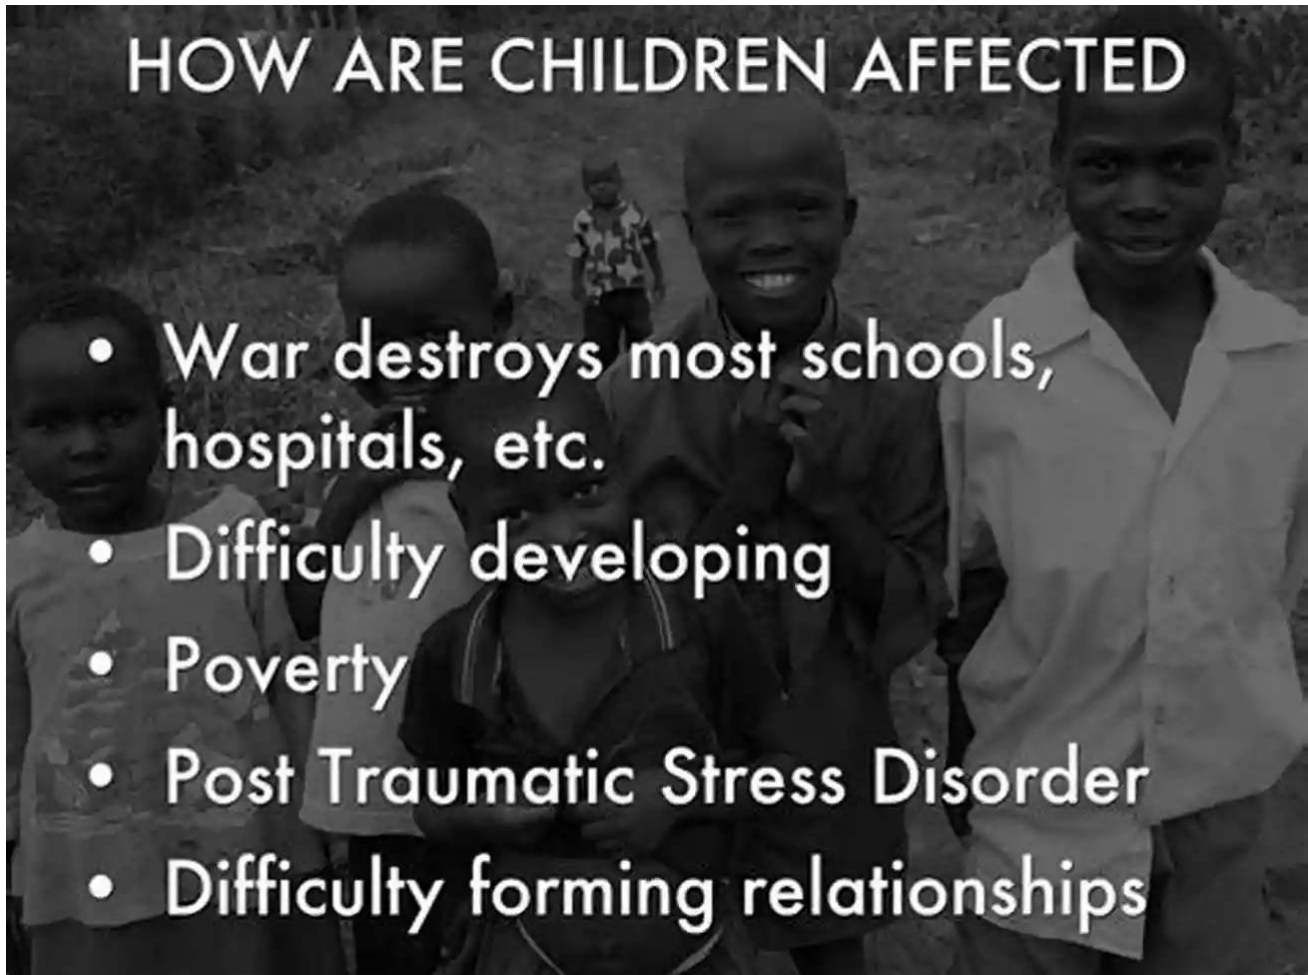 HOW ARE CHILDREN AFFECTED
• War destroys most schools,
hospitals, etc.
• Difficulty developing
• Poverty
• Post Traumatic Stress Disorder
• Difficulty forming relationships